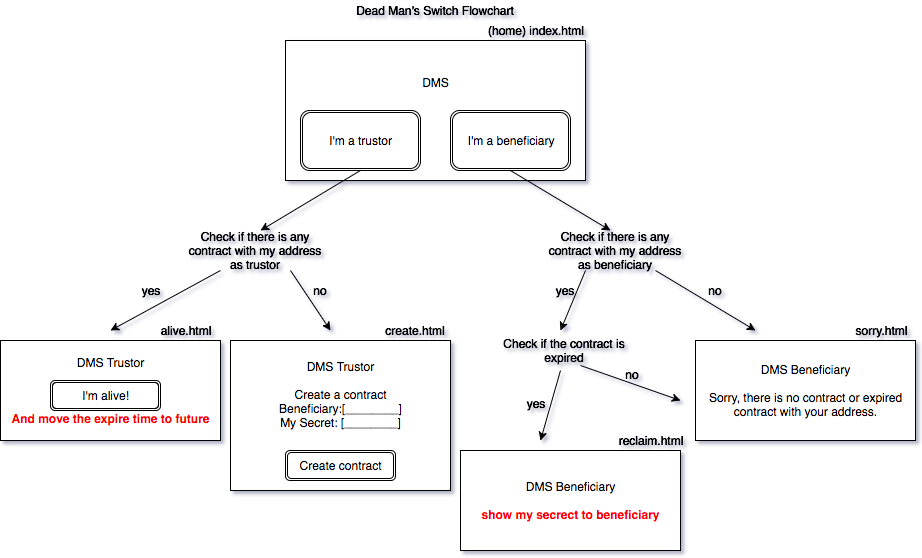 Dead Man's Switch Flowchart
(home) index.html
DMS
I'm a trustor
I'm a beneficiary
Check if there is any
contract with my address
as trustor
Check if there is any
contract with my address
as beneficiary
yes
no
yes
no
alive.html
DMS Trustor
I'm alive!
And move the expire time to future
create.html
DMS Trustor
Create a contract
Beneficiary:[________]
My Secret: [________]
Create contract
Check if the contract is
expired
yes
no
sorry.html
DMS Beneficiary
Sorry, there is no contract or expired
contract with your address.
reclaim.html
DMS Beneficiary
show my secrect to beneficiary